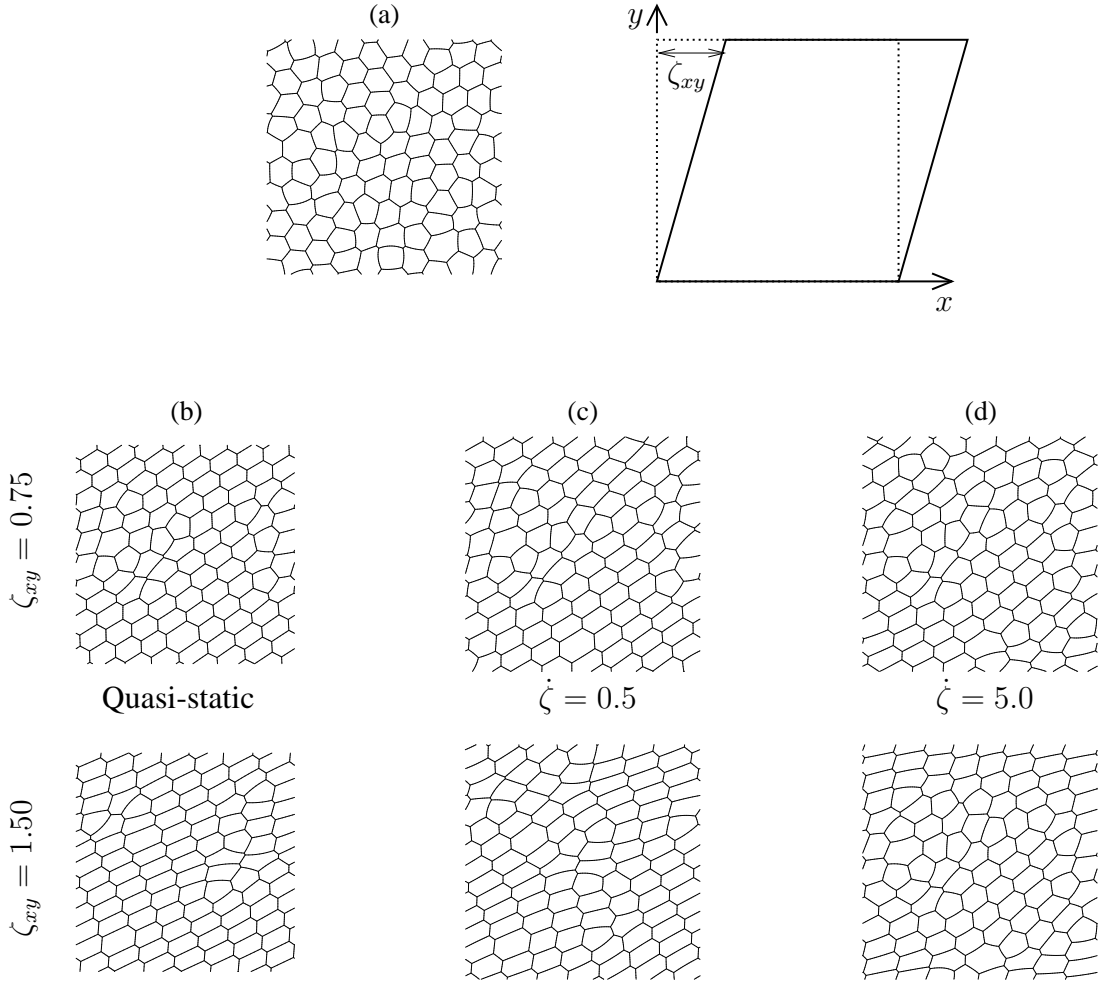 (a)
y
ζxy
x
(b) (c) (d)
ζxy = 0.75
Quasi-static ζ̇ = 0.5 ζ̇ = 5.0
ζxy = 1.50